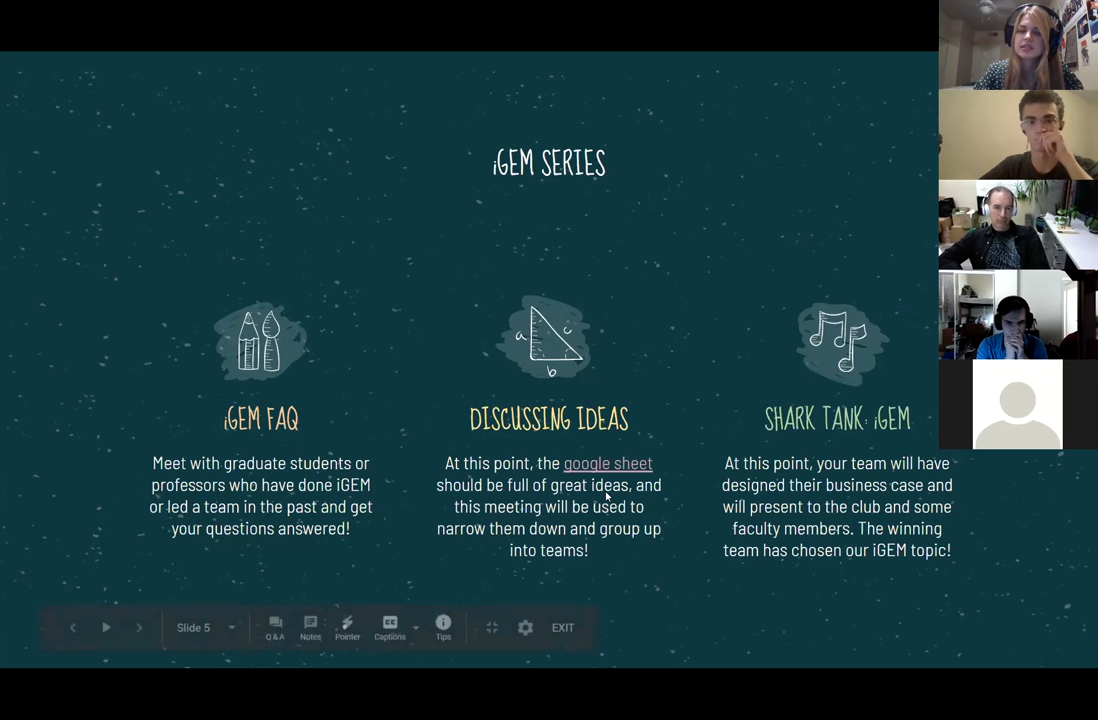 iGEM SERIES
a
c
b
iGEM FAQ
Meet with graduate students or
professors who have done iGEM
or led a team in the past and get
your questions answered!
DISCUSSING IDEAS
At this point, the google sheet
should be full of great ideas, and
this meeting will be used to
narrow them down and group up
into teams!
SHARK TANK: iGEM
At this point, your team will have
designed their business case and
will present to the club and some
faculty members. The winning
team has chosen our iGEM topic!
Slide 5
Q & A
Notes
Pointer
CC
Captions
Tips
EXIT